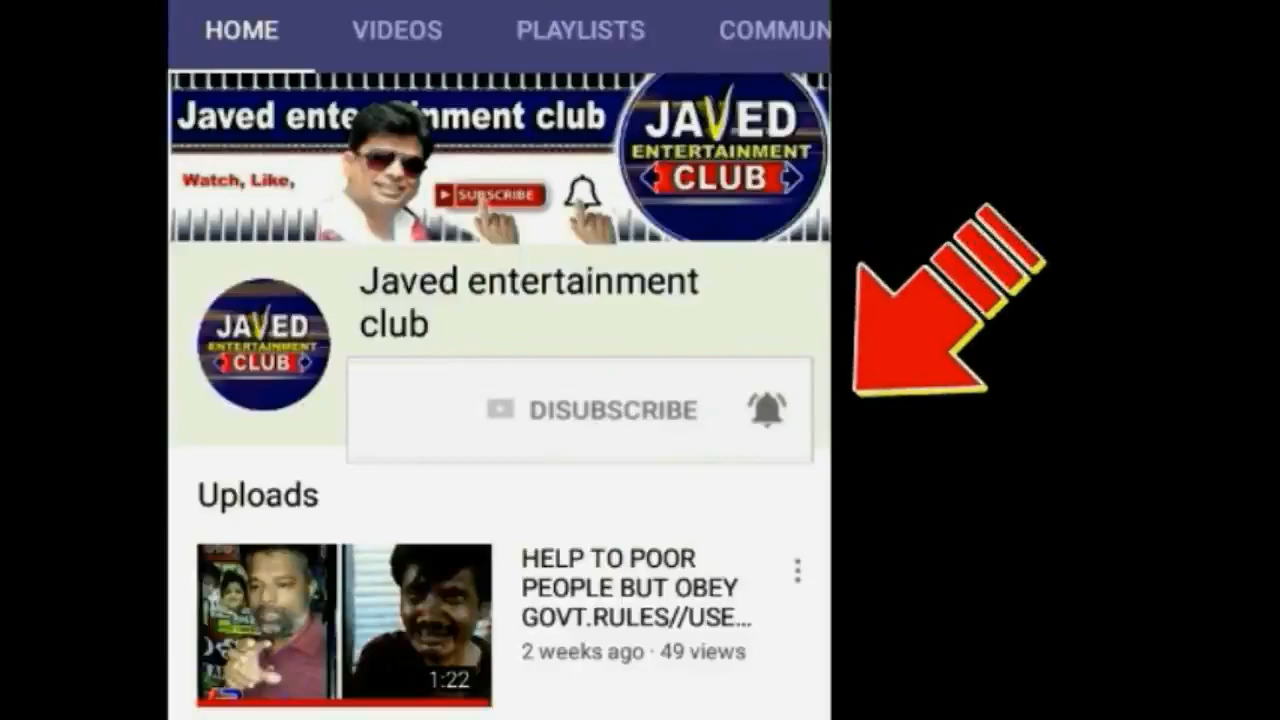 HOME VIDEOS PLAYLISTS COMMUN
Javed ente nment club
JAVED
ENTERTAINMENT
CLUB
Watch, Like,
SUBSCRIBE
Javed entertainment
club
JAVED
ENTERTAINMENT
CLUB
DISUBSCRIBE
Uploads
HELP TO POOR
PEOPLE BUT OBEY
GOVT.RULES//USE...
2 weeks ago · 49 views
1:22